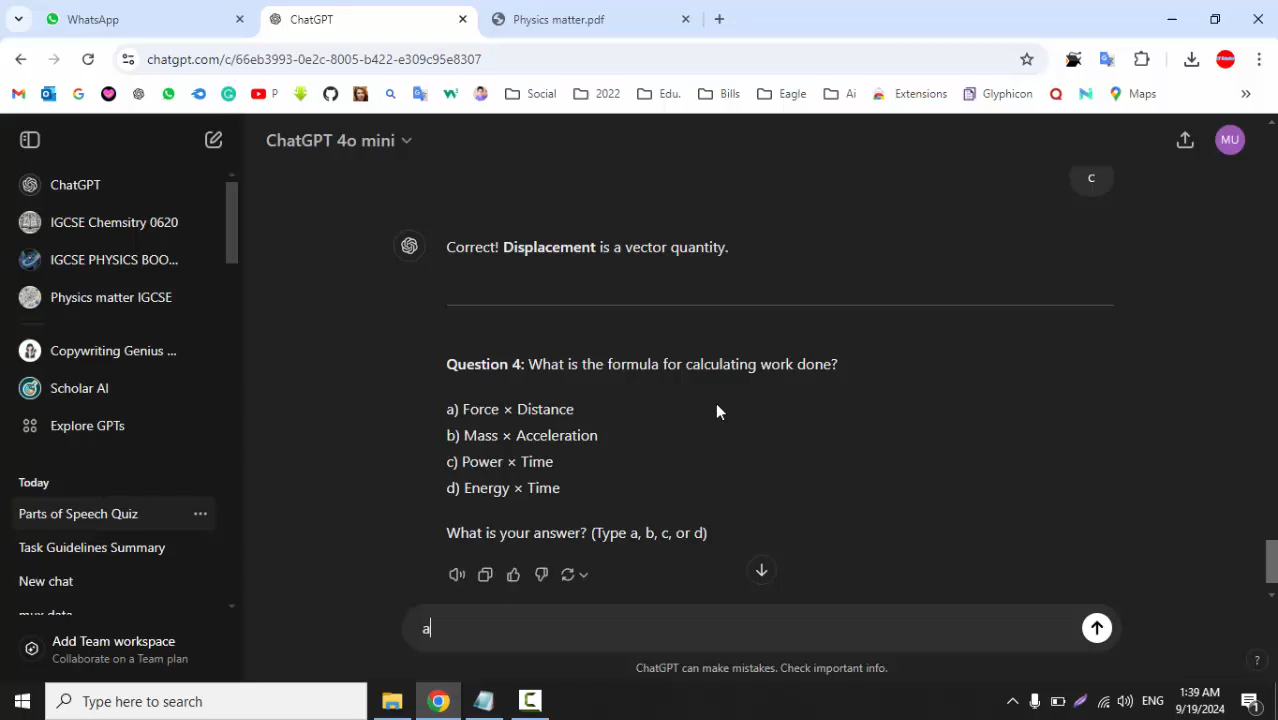 WhatsApp
ChatGPT
Physics matter.pdf
chatgpt.com/c/66eb3993-0e2c-8005-b422-e309c95e8307
P
Social
2022
Edu.
Bills
Eagle
Ai
Extensions
Glyphicon
Maps
ChatGPT 4o mini
MU
ChatGPT
IGCSE Chemsitry 0620
IGCSE PHYSICS BOO...
Physics matter IGCSE
Copywriting Genius ...
Scholar AI
Explore GPTs
Today
Parts of Speech Quiz
Task Guidelines Summary
New chat
mux data
Add Team workspace
Collaborate on a Team plan
c
Correct! Displacement is a vector quantity.
Question 4: What is the formula for calculating work done?
a) Force × Distance
b) Mass × Acceleration
c) Power × Time
d) Energy × Time
What is your answer? (Type a, b, c, or d)
a
ChatGPT can make mistakes. Check important info.
?
Type here to search
ENG
1:39 AM
9/19/2024